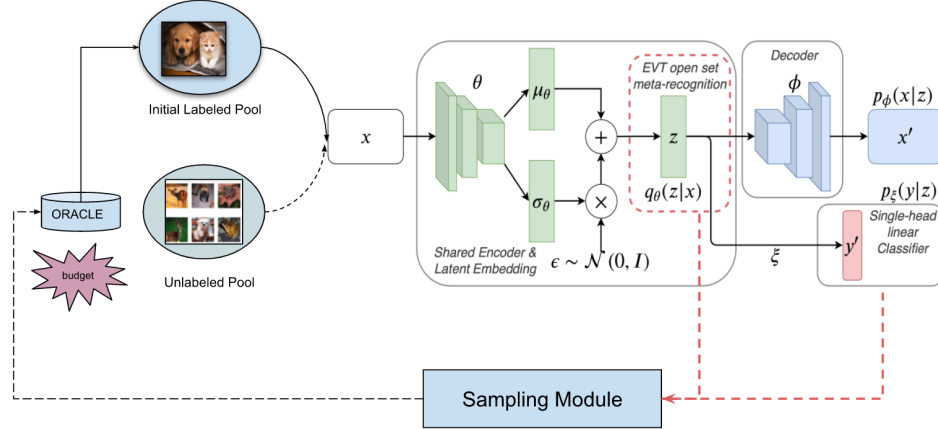 Initial Labeled Pool
ORACLE
budget
Unlabeled Pool
x
θ
μθ
σθ
+
×
Shared Encoder &
Latent Embedding
ϵ ∼ 𝒩 (0, I)
EVT open set
meta-recognition
z
qθ(z|x)
Decoder
ϕ
pϕ(x|z)
x′
pξ(y|z)
ξ
y′
Single-head
linear
Classifier
Sampling Module